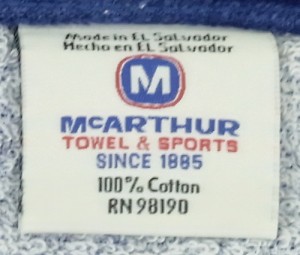 Made in El Salvador
Hecho en El Salvador
M
McARTHUR
TOWEL & SPORTS
SINCE 1885
100% Cotton
RN 98190